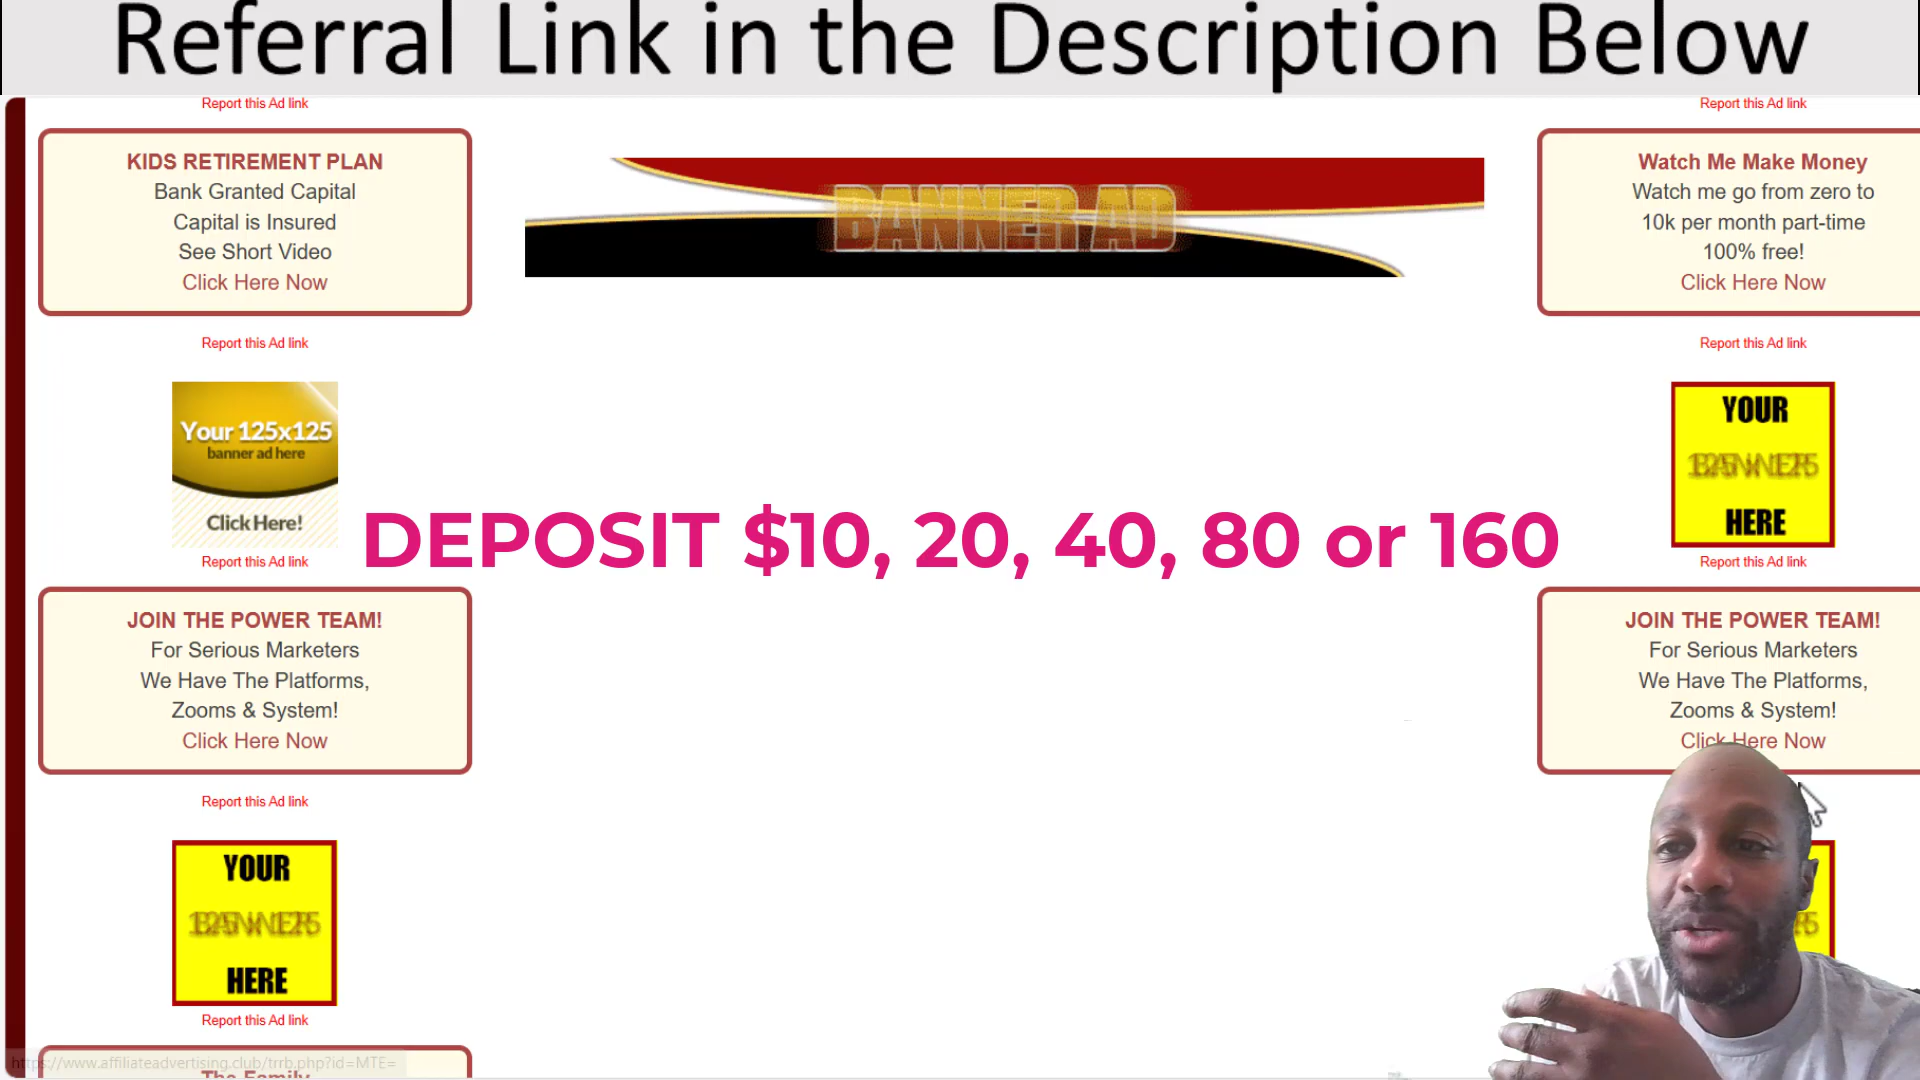 Referral Link in the Description Below
Report this Ad link
KIDS RETIREMENT PLAN
Bank Granted Capital
Capital is Insured
See Short Video
Click Here Now
Report this Ad link
Your 125x125
banner ad here
Click Here!
Report this Ad link
JOIN THE POWER TEAM!
For Serious Marketers
We Have The Platforms,
Zooms & System!
Click Here Now
Report this Ad link
YOUR
HERE
Report this Ad link
The Family
https://www.affiliateadvertising.club/trrb.php?id=MTE=
BANNER AD
DEPOSIT $10, 20, 40, 80 or 160
Report this Ad link
Watch Me Make Money
Watch me go from zero to
10k per month part-time
100% free!
Click Here Now
Report this Ad link
YOUR
HERE
Report this Ad link
JOIN THE POWER TEAM!
For Serious Marketers
We Have The Platforms,
Zooms & System!
Click Here Now